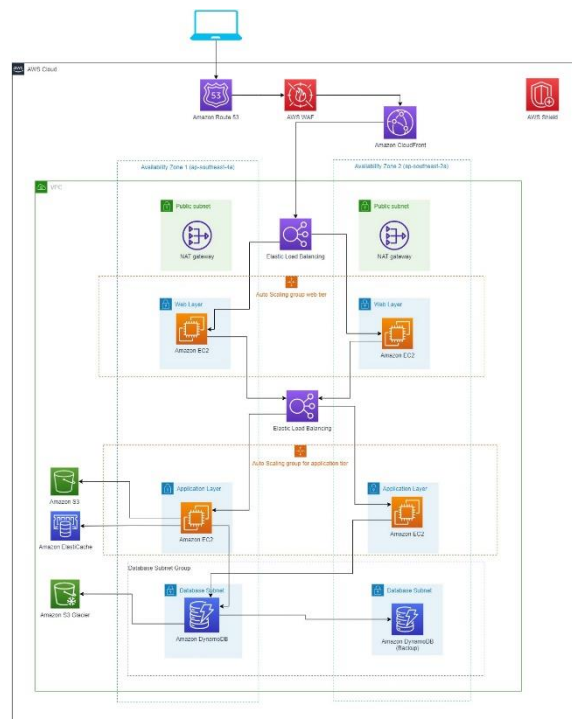 AWS Cloud
Amazon Route 53
AWS WAF
Amazon CloudFront
AWS Shield
Availability Zone 1 (ap-southeast-4a)
Availability Zone 2 (ap-southeast-2a)
VPC
Public subnet
NAT gateway
Elastic Load Balancing
Public subnet
NAT gateway
Auto Scaling group web tier
Web Layer
Amazon EC2
Web Layer
Amazon EC2
Elastic Load Balancing
Auto Scaling group for application tier
Amazon S3
Application Layer
Amazon EC2
Application Layer
Amazon EC2
Amazon ElastiCache
Database Subnet Group
Amazon S3 Glacier
Database Subnet
Amazon DynamoDB
Database Subnet
Amazon DynamoDB
(Backup)